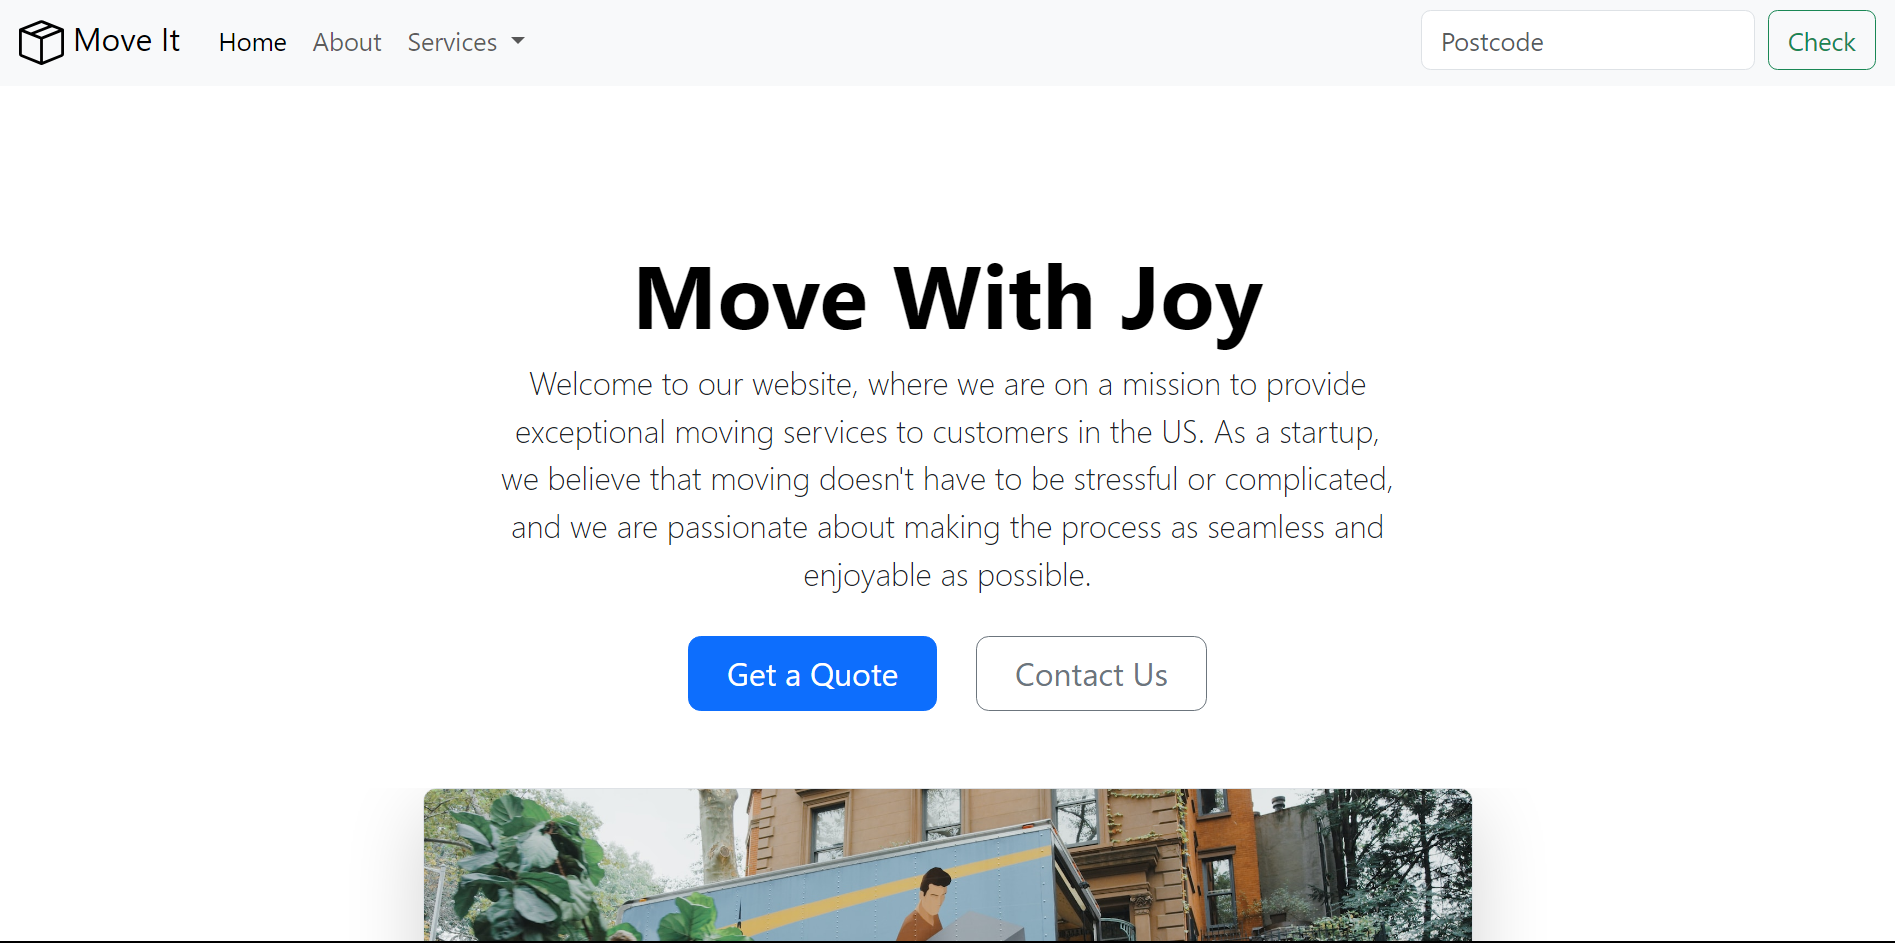 Move It Home About Services Postcode Check
Move With Joy
Welcome to our website, where we are on a mission to provide
exceptional moving services to customers in the US. As a startup,
we believe that moving doesn't have to be stressful or complicated,
and we are passionate about making the process as seamless and
enjoyable as possible.
Get a Quote Contact Us